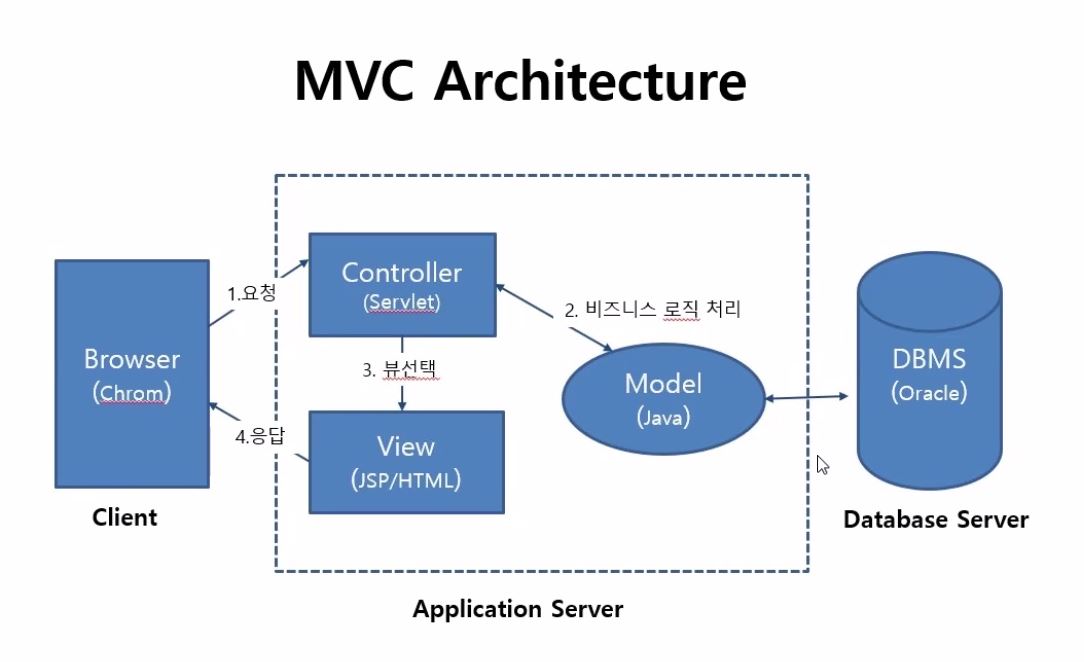 MVC Architecture
Controller
(Servlet)
1.요청
2. 비즈니스 로직 처리
Browser
(Chrom)
3. 뷰선택
Model
(Java)
DBMS
(Oracle)
4.응답
View
(JSP/HTML)
Client
Database Server
Application Server